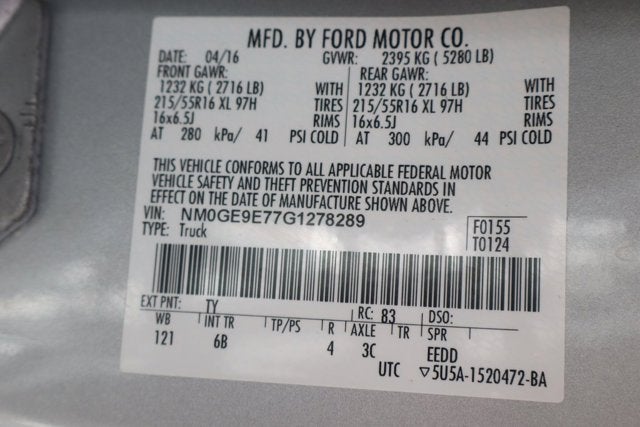 MFD. BY FORD MOTOR CO.
DATE: 04/16 GVWR: 2395 KG ( 5280 LB)
FRONT GAWR: REAR GAWR:
1232 KG ( 2716 LB) WITH 1232 KG ( 2716 LB) WITH
215/55R16 XL 97H TIRES 215/55R16 XL 97H TIRES
16x6.5J RIMS 16x6.5J RIMS
AT 280 kPa/ 41 PSI COLD AT 300 kPa/ 44 PSI COLD
THIS VEHICLE CONFORMS TO ALL APPLICABLE FEDERAL MOTOR
VEHICLE SAFETY AND THEFT PREVENTION STANDARDS IN
EFFECT ON THE DATE OF MANUFACTURE SHOWN ABOVE.
VIN: NM0GE9E77G1278289 F0155
TYPE: Truck T0124
EXT PNT: TY RC: 83 DSO:
WB INT TR TP/PS R AXLE TR SPR
121 6B 4 3C EEDD
UTC ▽5U5A-1520472-BA